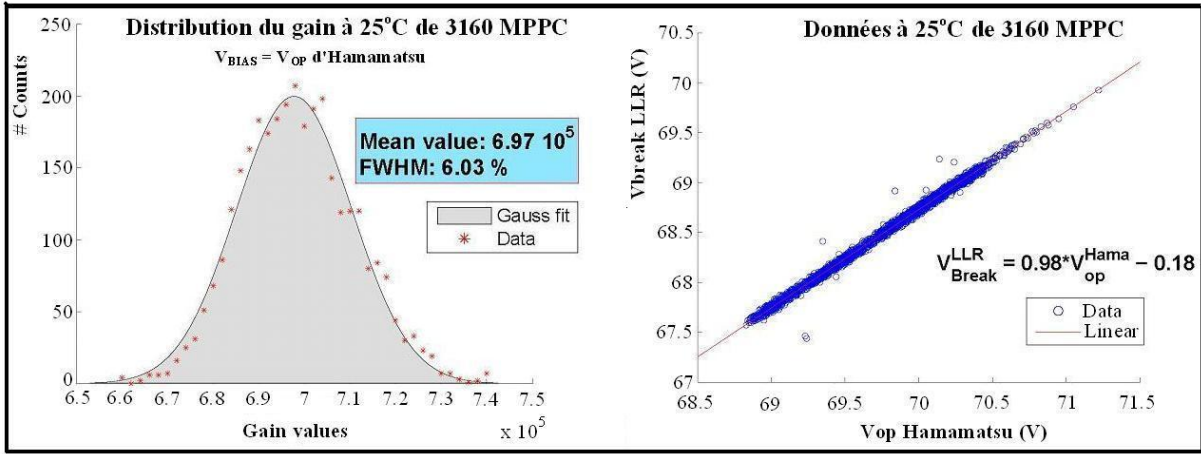 Distribution du gain à 25°C de 3160 MPPC
V_BIAS = V_OP d'Hamamatsu
# Counts
250
200
150
100
50
0
Mean value: 6.97 10^5
FWHM: 6.03 %
Gauss fit
Data
6.5 6.6 6.7 6.8 6.9 7 7.1 7.2 7.3 7.4 7.5
Gain values
x 10^5
Données à 25°C de 3160 MPPC
Vbreak LLR (V)
70.5
70
69.5
69
68.5
68
67.5
67
V^LLR_Break = 0.98*V^Hama_op – 0.18
Data
Linear
68.5 69 69.5 70 70.5 71 71.5
Vop Hamamatsu (V)